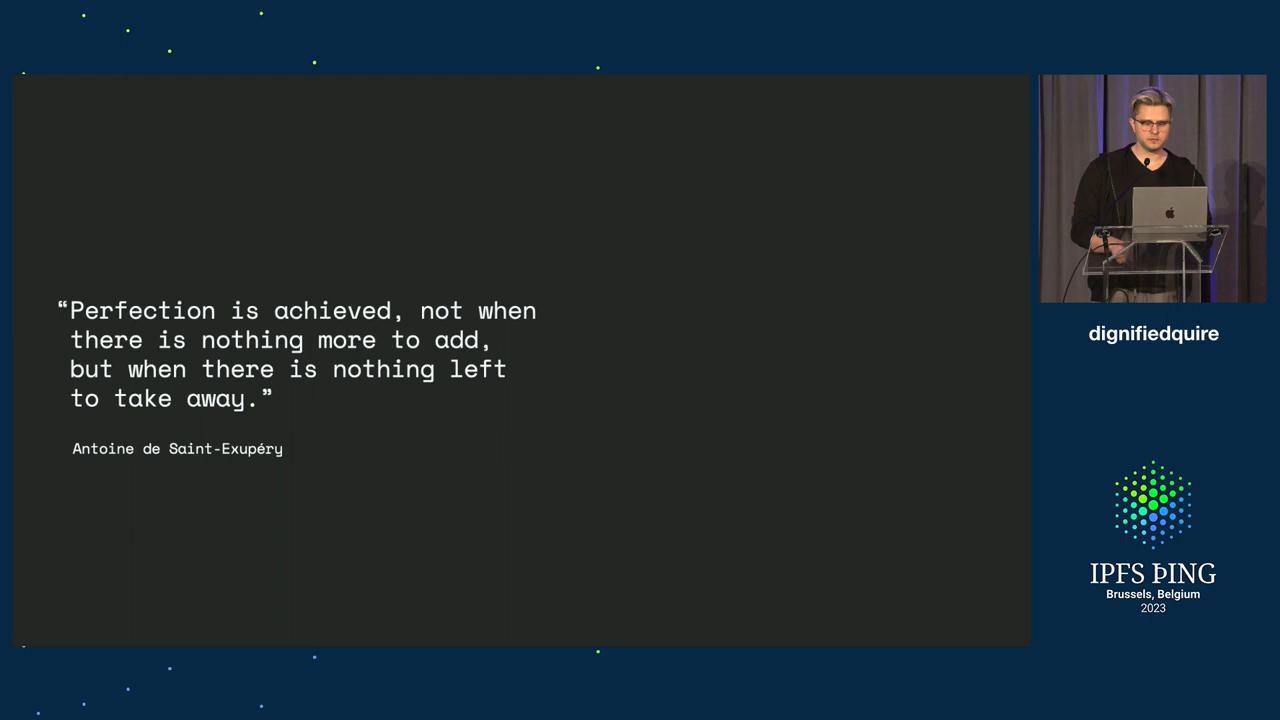 “Perfection is achieved, not when
there is nothing more to add,
but when there is nothing left
to take away.”
Antoine de Saint-Exupéry
dignifiedquire
IPFS ÞING
Brussels, Belgium
2023